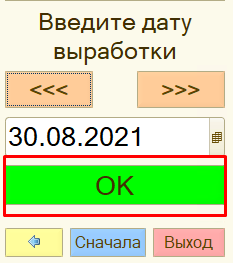 Введите дату
выработки
<<< >>>
30.08.2021
OK
Сначала Выход